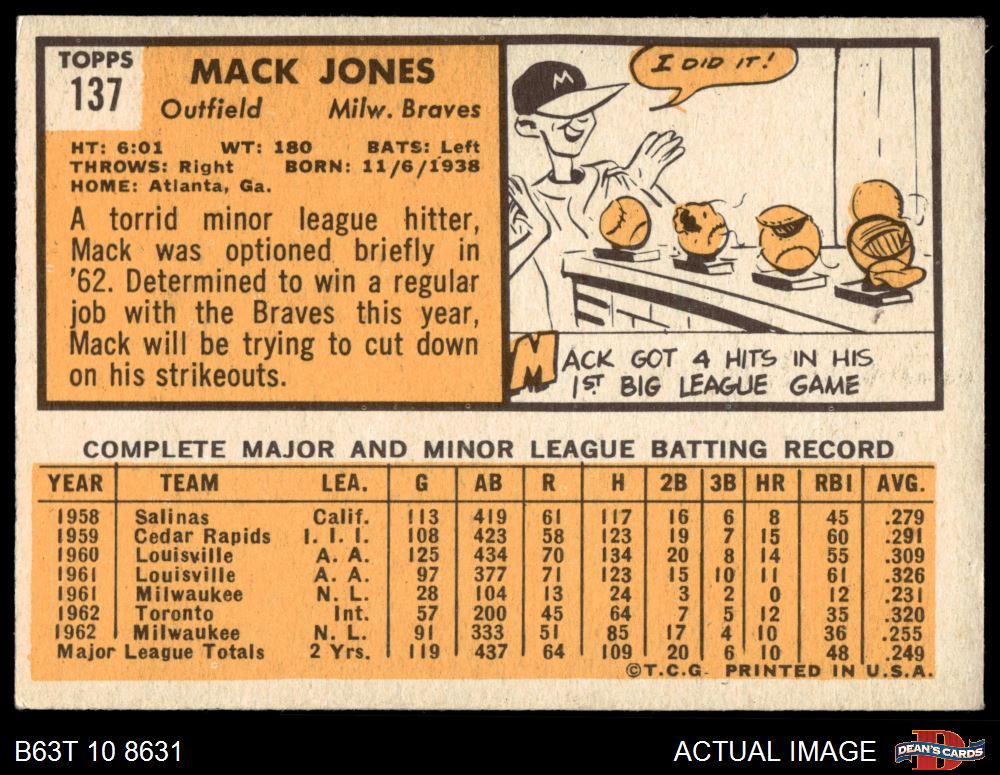 TOPPS
137
MACK JONES
Outfield Milw. Braves
HT: 6:01 WT: 180 BATS: Left
THROWS: Right BORN: 11/6/1938
HOME: Atlanta, Ga.
A torrid minor league hitter,
Mack was optioned briefly in
'62. Determined to win a regular
job with the Braves this year,
Mack will be trying to cut down
on his strikeouts.
I DID IT!
M
MACK GOT 4 HITS IN HIS
1ST BIG LEAGUE GAME
COMPLETE MAJOR AND MINOR LEAGUE BATTING RECORD
YEAR TEAM LEA. G AB R H 2B 3B HR RBI AVG.
1958 Salinas Calif. 113 419 61 117 16 6 8 45 .279
1959 Cedar Rapids I. I. I. 108 423 58 123 19 7 15 60 .291
1960 Louisville A. A. 125 434 70 134 20 8 14 55 .309
1961 Louisville A. A. 97 377 71 123 15 10 11 61 .326
1961 Milwaukee N. L. 28 104 13 24 3 2 0 12 .231
1962 Toronto Int. 57 200 45 64 7 5 12 35 .320
1962 Milwaukee N. L. 91 333 51 85 17 4 10 36 .255
Major League Totals 2 Yrs. 119 437 64 109 20 6 10 48 .249
©T.C.G. PRINTED IN U.S.A.
B63T 10 8631
ACTUAL IMAGE
DEAN'S CARDS